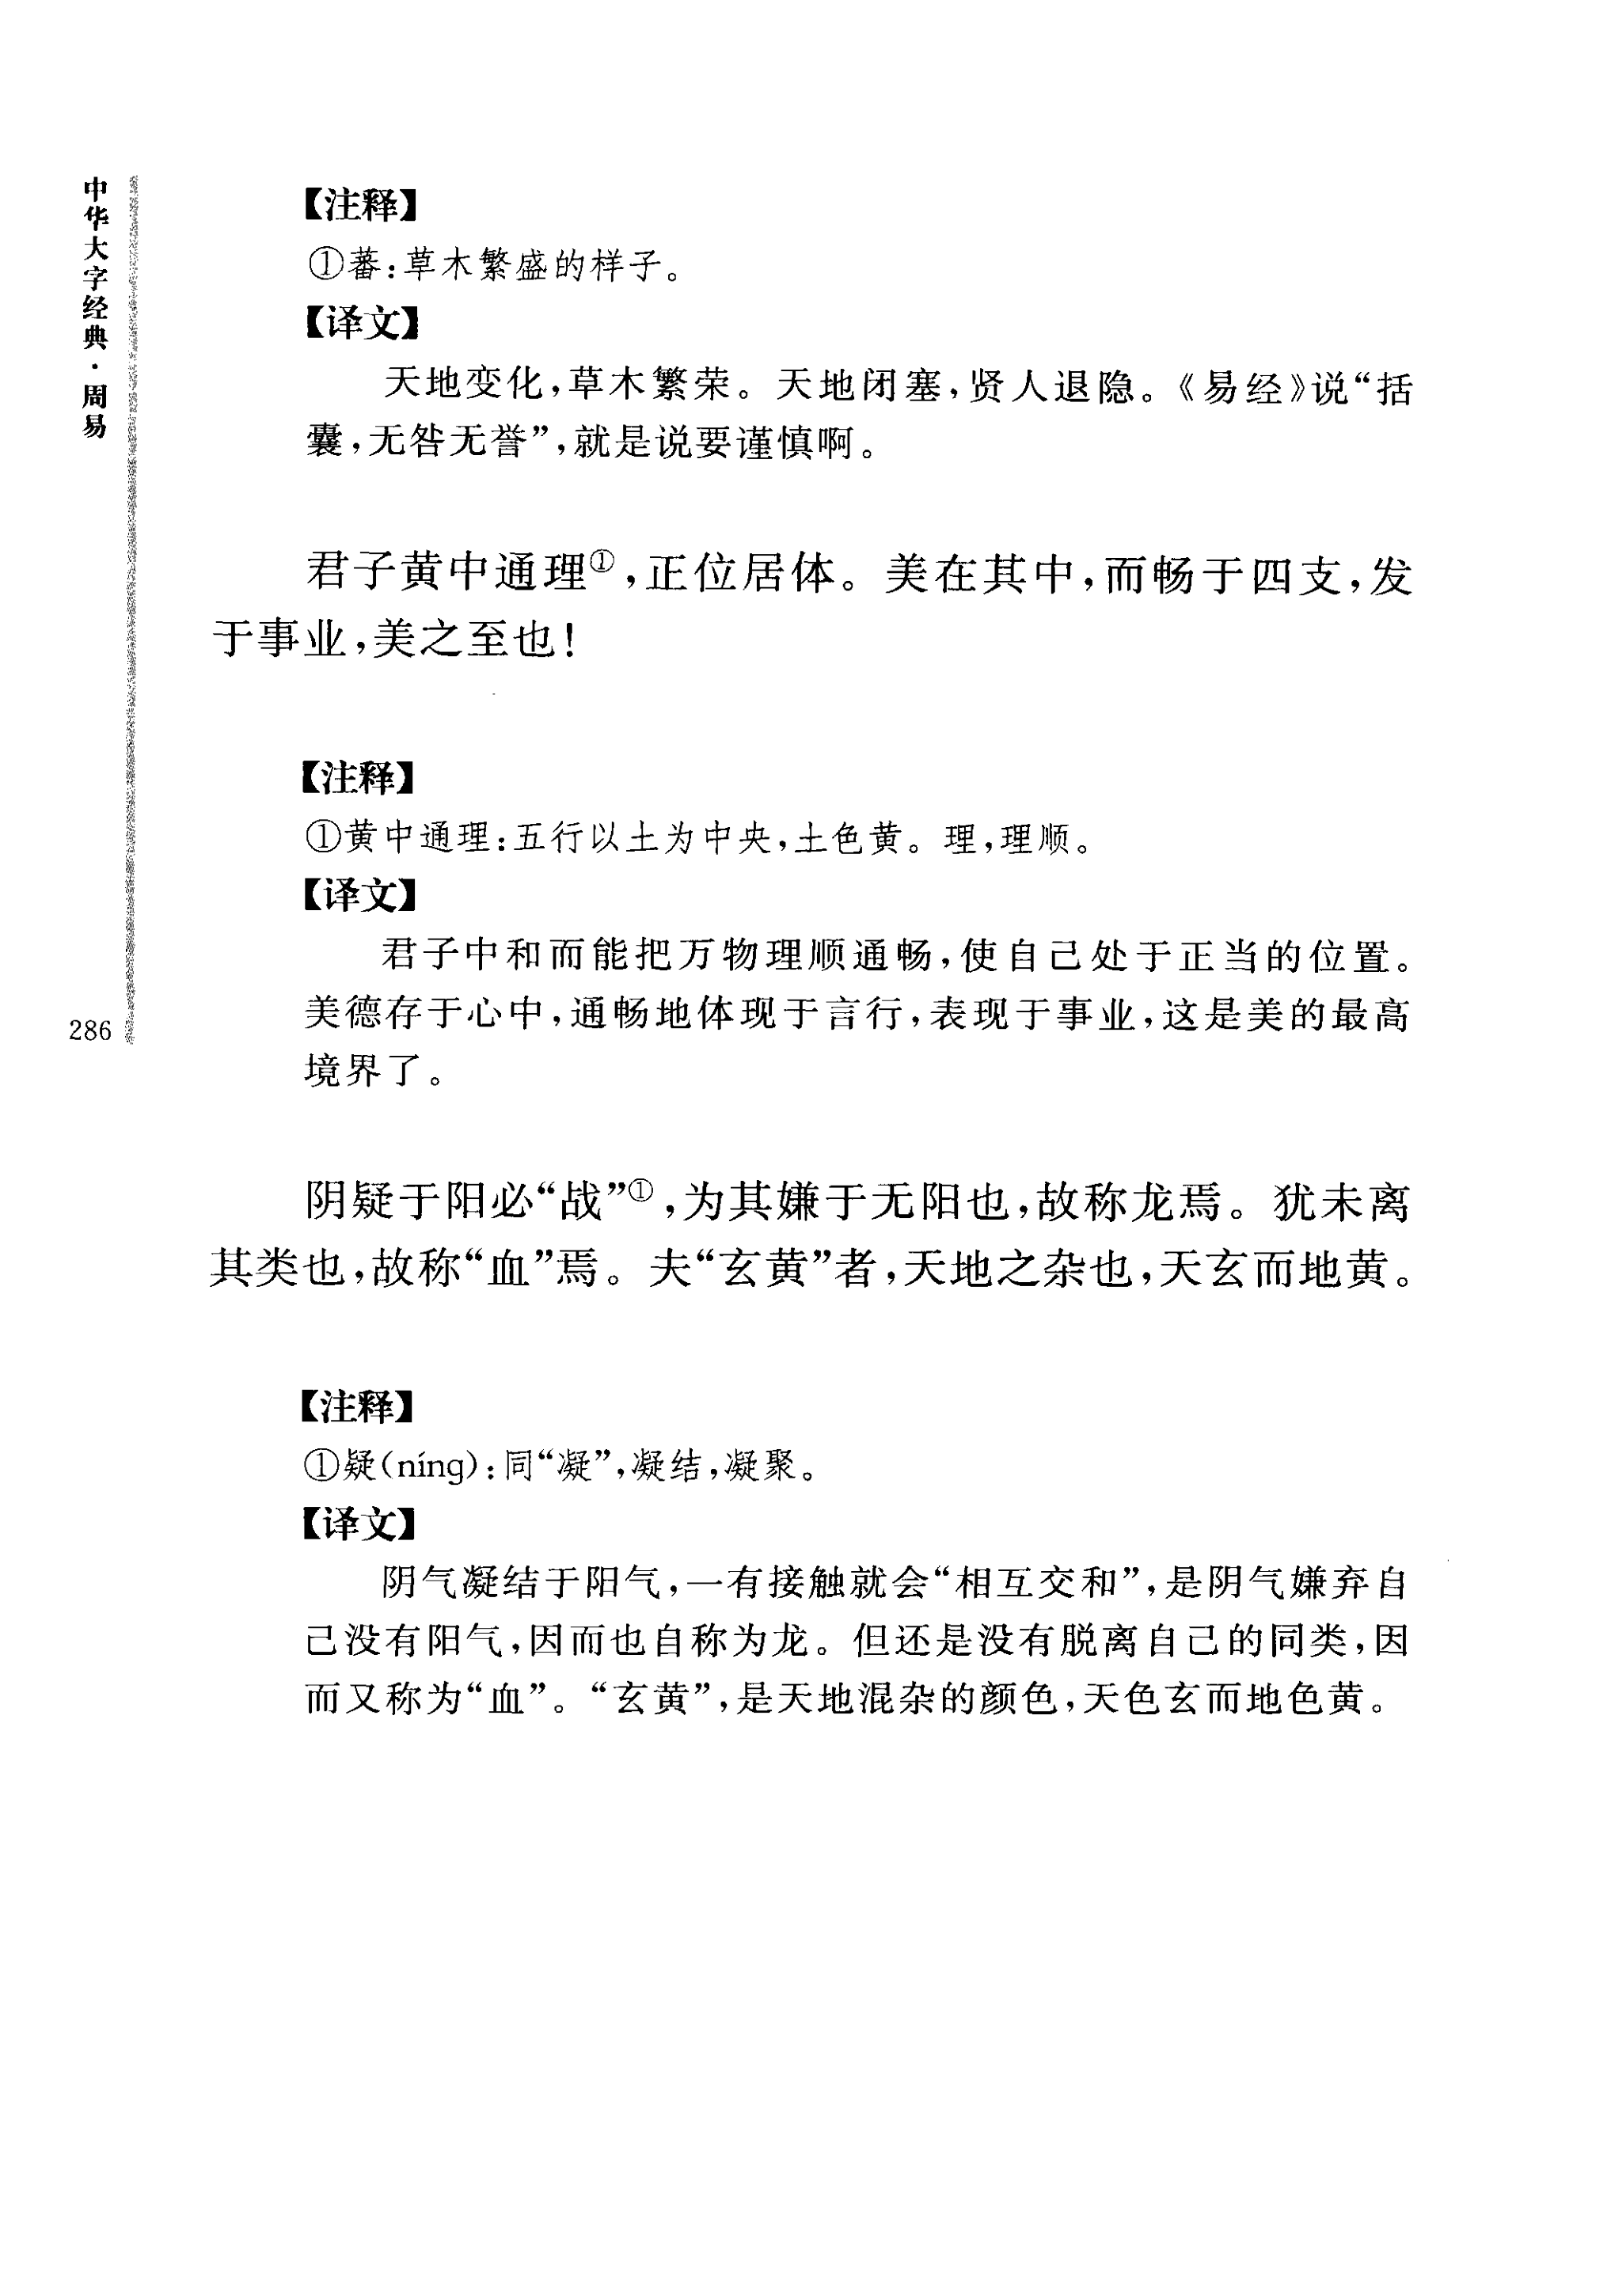 中华大字经典·周易
286
【注释】
①蕃:草木繁盛的样子。
【译文】
天地变化,草木繁荣。天地闭塞,贤人退隐。《易经》说“括
囊,无咎无誉”,就是说要谨慎啊。
君子黄中通理①,正位居体。美在其中,而畅于四支,发
于事业,美之至也!
【注释】
①黄中通理:五行以土为中央,土色黄。理,理顺。
【译文】
君子中和而能把万物理顺通畅,使自己处于正当的位置。
美德存于心中,通畅地体现于言行,表现于事业,这是美的最高
境界了。
阴疑于阳必“战”①,为其嫌于无阳也,故称龙焉。犹未离
其类也,故称“血”焉。夫“玄黄”者,天地之杂也,天玄而地黄。
【注释】
①疑(níng):同“凝”,凝结,凝聚。
【译文】
阴气凝结于阳气,一有接触就会“相互交和”,是阴气嫌弃自
己没有阳气,因而也自称为龙。但还是没有脱离自己的同类,因
而又称为“血”。“玄黄”,是天地混杂的颜色,天色玄而地色黄。